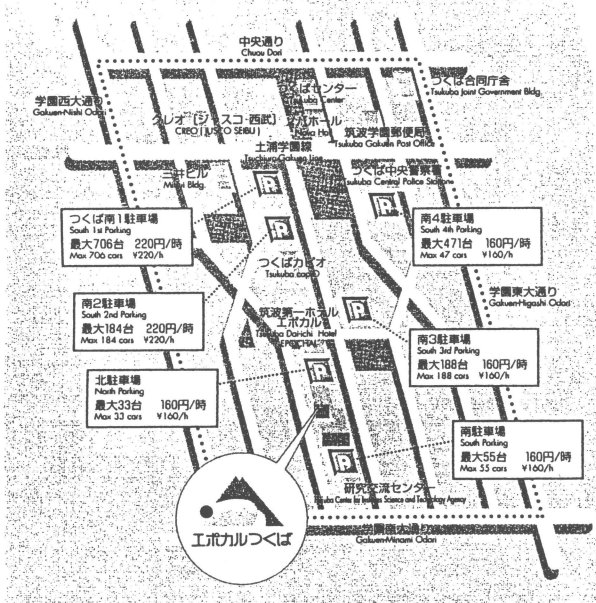 中央通り
Chuou Dori
つくばセンター
Tsukuba Center
つくば合同庁舎
Tsukuba Joint Government Bldg.
学園西大通り
Gakuen-Nishi Odori
クレオ〔ジャスコ・西武〕
CREO [JUSCO SEIBU]
ノバホール
Nova Hall
筑波学園郵便局
Tsukuba Gakuen Post Office
土浦学園線
Tsuchiura-Gakuen Line
三井ビル
Mitsui Bldg.
つくば中央警察署
Tsukuba Central Police Station
つくば南1駐車場
South 1st Parking
最大706台 220円/時
Max 706 cars ¥220/h
南4駐車場
South 4th Parking
最大471台 160円/時
Max 47 cars ¥160/h
つくばカピオ
Tsukuba capiO
南2駐車場
South 2nd Parking
最大184台 220円/時
Max 184 cars ¥220/h
学園東大通り
Gakuen-Higashi Odori
筑波第一ホテル
エポカル
Tsukuba Dai-ichi Hotel
EPOCHAL
南3駐車場
South 3rd Parking
最大188台 160円/時
Max 188 cars ¥160/h
北駐車場
North Parking
最大33台 160円/時
Max 33 cars ¥160/h
南駐車場
South Parking
最大55台 160円/時
Max 55 cars ¥160/h
研究交流センター
Tsukuba Center for Institutes Science and Technology Agency
エポカルつくば
学園南大通り
Gakuen-Minami Odori
P
P
P
P
P
P